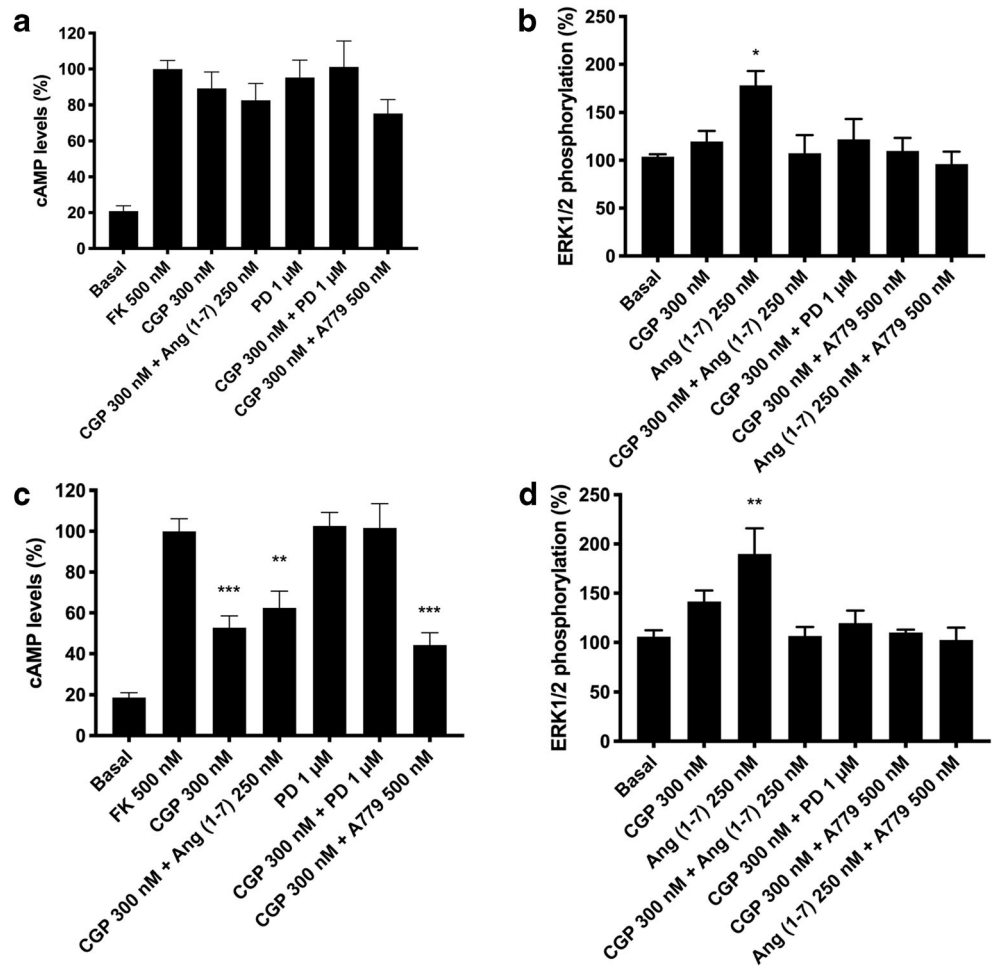 a
cAMP levels (%)
120
100
80
60
40
20
0
Basal
FK 500 nM
CGP 300 nM
CGP 300 nM + Ang (1-7) 250 nM
PD 1 µM
CGP 300 nM + PD 1 µM
CGP 300 nM + A779 500 nM
b
ERK1/2 phosphorylation (%)
250
200
150
100
50
0
*
Basal
CGP 300 nM
Ang (1-7) 250 nM
CGP 300 nM + Ang (1-7) 250 nM
CGP 300 nM + PD 1 µM
CGP 300 nM + A779 500 nM
Ang (1-7) 250 nM + A779 500 nM
c
cAMP levels (%)
120
100
80
60
40
20
0
***
**
***
Basal
FK 500 nM
CGP 300 nM
CGP 300 nM + Ang (1-7) 250 nM
PD 1 µM
CGP 300 nM + PD 1 µM
CGP 300 nM + A779 500 nM
d
ERK1/2 phosphorylation (%)
250
200
150
100
50
0
**
Basal
CGP 300 nM
Ang (1-7) 250 nM
CGP 300 nM + Ang (1-7) 250 nM
CGP 300 nM + PD 1 µM
CGP 300 nM + A779 500 nM
Ang (1-7) 250 nM + A779 500 nM